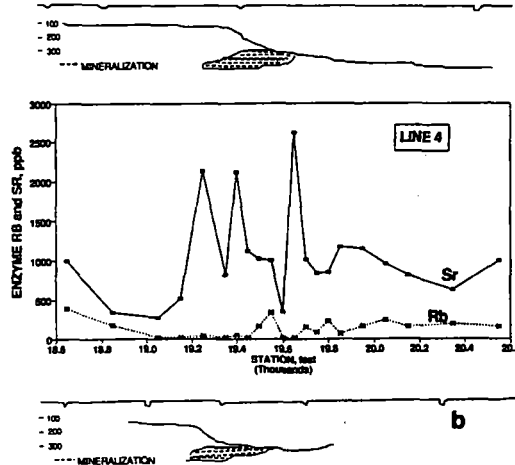 - 100
- 200
- 300
---- MINERALIZATION
ENZYME RB and SR, ppb
3000
2500
2000
1500
1000
500
0
LINE 4
Sr
Rb
18.6 18.8 19.0 19.2 19.4 19.6 19.8 20.0 20.2 20.4 20.6
STATION, feet
(Thousands)
b
- 100
- 200
- 300
---- MINERALIZATION